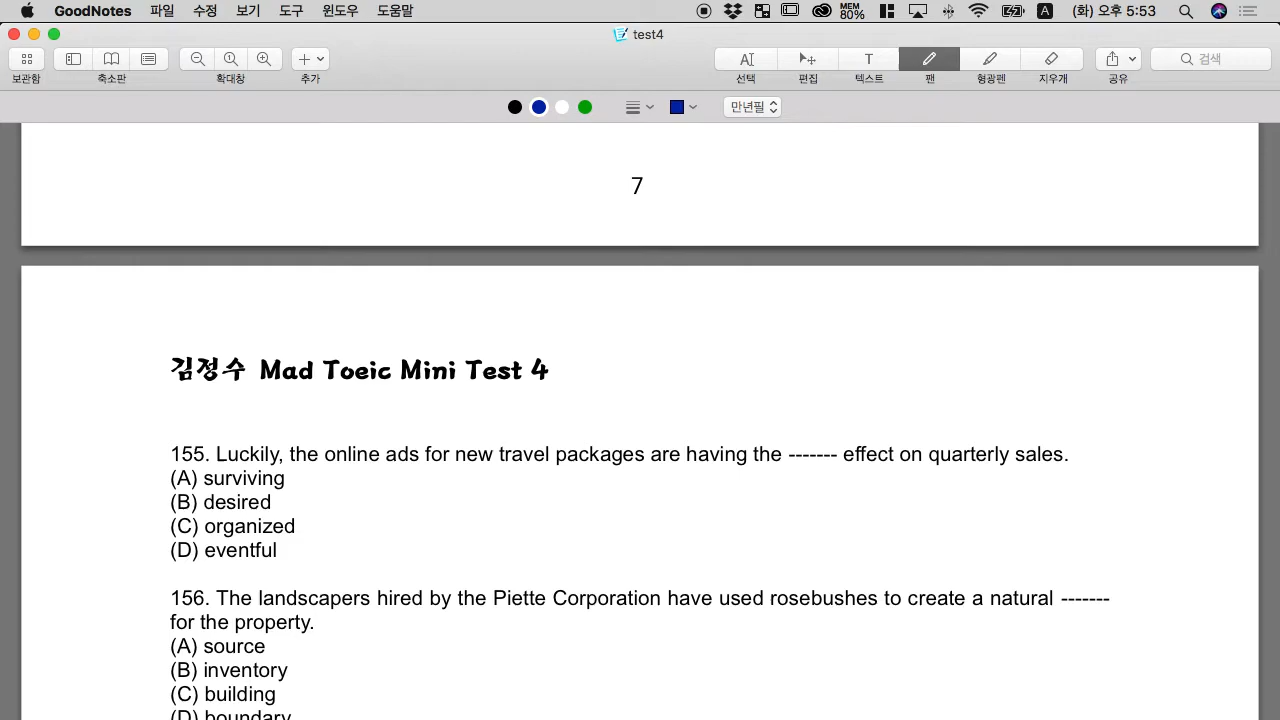 GoodNotes 파일 수정 보기 도구 윈도우 도움말 MEM 80% A (화) 오후 5:53
test4
A T 검색
보관함 축소판 확대창 추가 선택 편집 텍스트 팬 형광펜 지우개 공유
만년필
7
김정수 Mad Toeic Mini Test 4
155. Luckily, the online ads for new travel packages are having the ------- effect on quarterly sales.
(A) surviving
(B) desired
(C) organized
(D) eventful
156. The landscapers hired by the Piette Corporation have used rosebushes to create a natural -------
for the property.
(A) source
(B) inventory
(C) building
(D) boundary